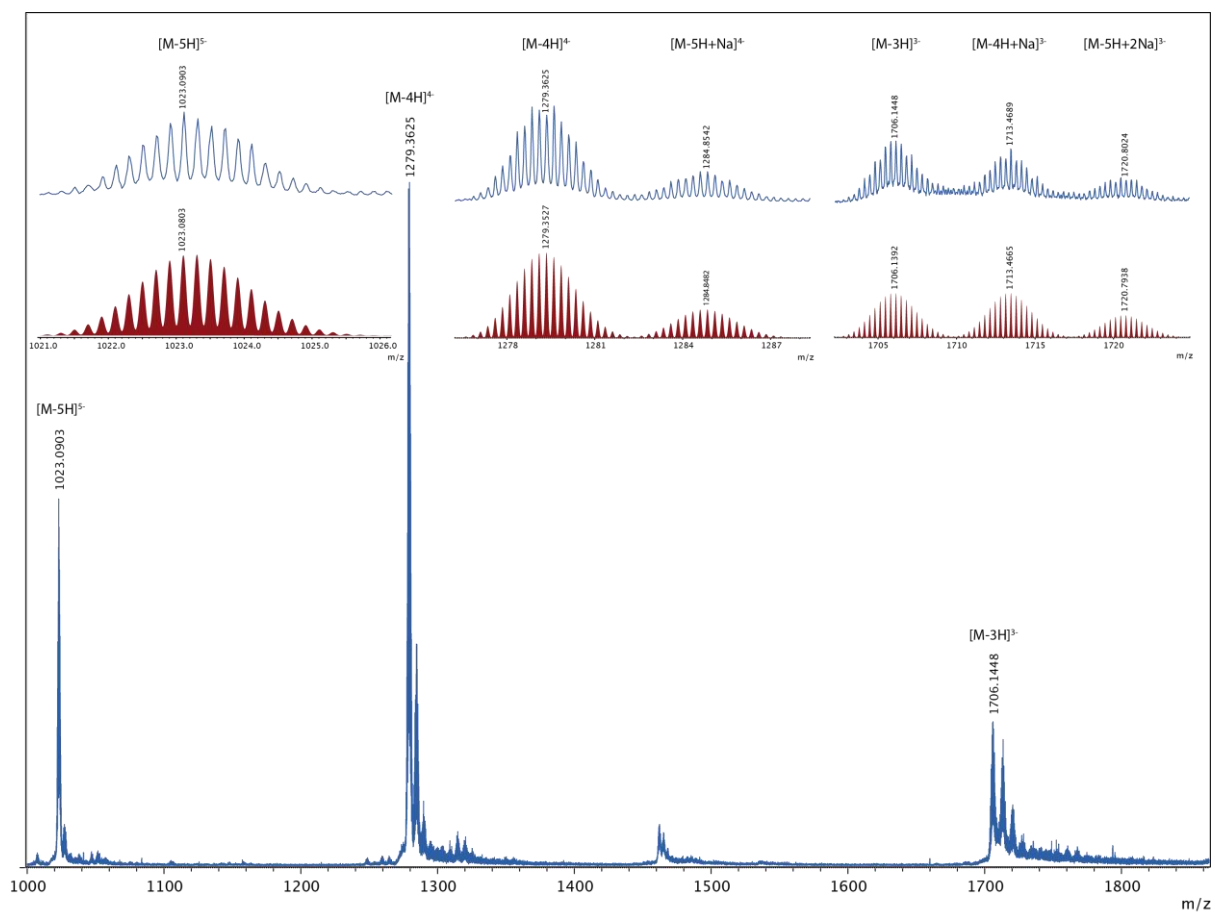 [M-5H]5- [M-4H]4- [M-5H+Na]4- [M-3H]3- [M-4H+Na]3- [M-5H+2Na]3-
1023.0903 1279.3625 1284.8542 1706.1448 1713.4689 1720.8024
[M-4H]4-
1279.3625
1023.0803 1279.3527 1284.8482 1706.1392 1713.4665 1720.7938
1021.0 1022.0 1023.0 1024.0 1025.0 1026.0 1278 1281 1284 1287 1705 1710 1715 1720
m/z m/z m/z
[M-5H]5-
1023.0903
[M-3H]3-
1706.1448
1000 1100 1200 1300 1400 1500 1600 1700 1800
m/z